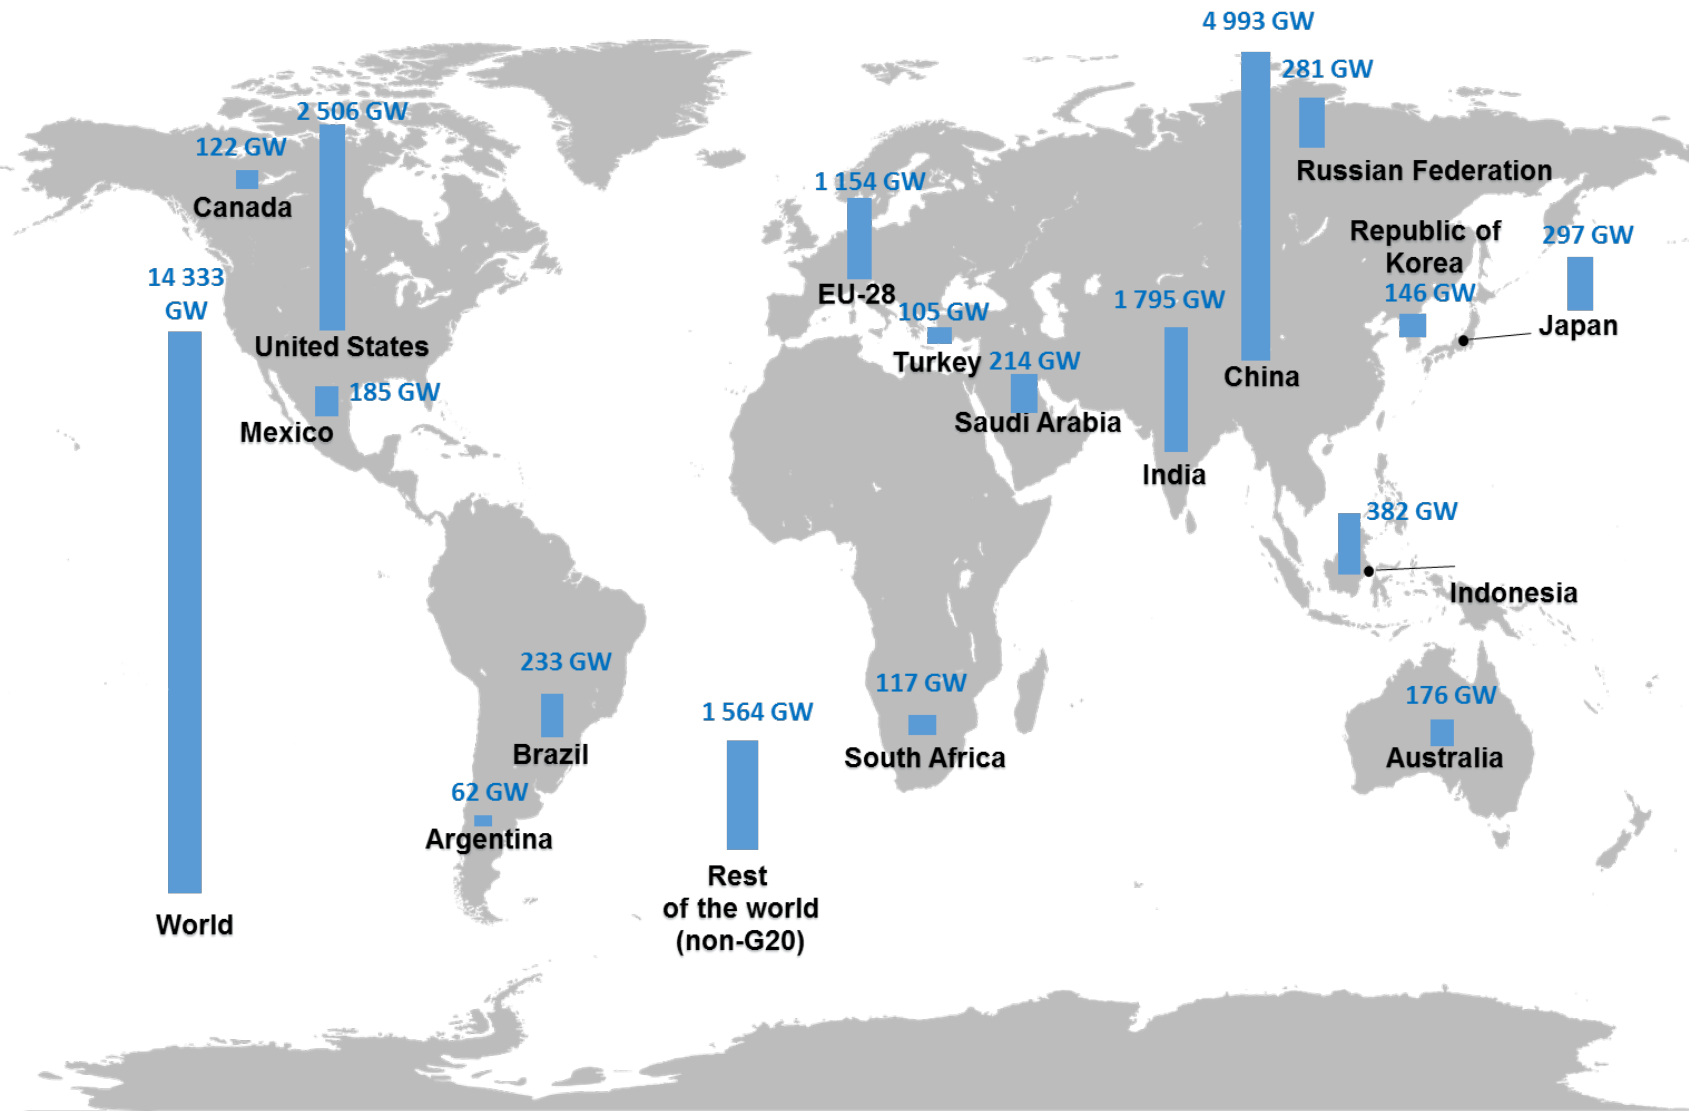 4 993 GW
281 GW
Russian Federation
2 506 GW
122 GW
Canada
1 154 GW
EU-28
Republic of
Korea
146 GW
297 GW
Japan
14 333
GW
United States
105 GW
Turkey
1 795 GW
India
China
214 GW
Saudi Arabia
185 GW
Mexico
382 GW
Indonesia
233 GW
Brazil
117 GW
South Africa
176 GW
Australia
1 564 GW
62 GW
Argentina
Rest
of the world
(non-G20)
World